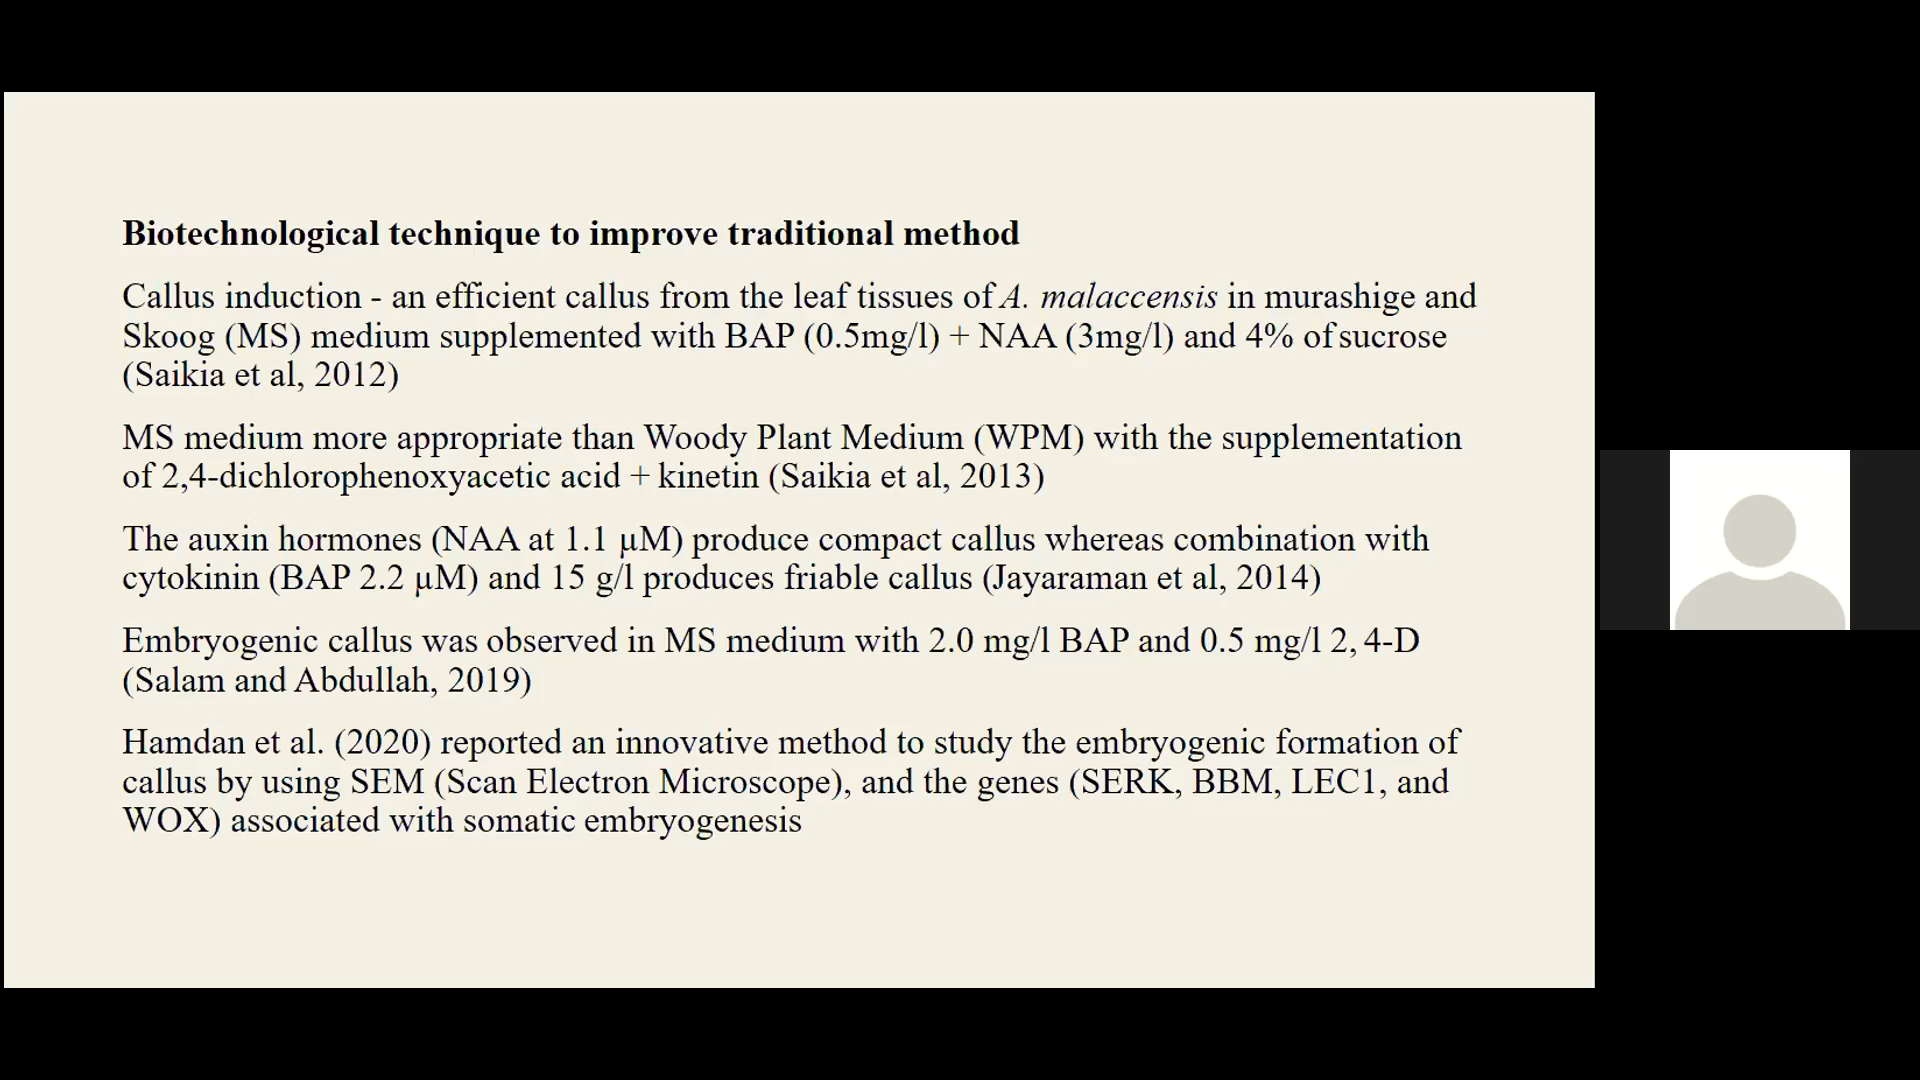 Biotechnological technique to improve traditional method
Callus induction - an efficient callus from the leaf tissues of A. malaccensis in murashige and
Skoog (MS) medium supplemented with BAP (0.5mg/l) + NAA (3mg/l) and 4% of sucrose
(Saikia et al, 2012)
MS medium more appropriate than Woody Plant Medium (WPM) with the supplementation
of 2,4-dichlorophenoxyacetic acid + kinetin (Saikia et al, 2013)
The auxin hormones (NAA at 1.1 µM) produce compact callus whereas combination with
cytokinin (BAP 2.2 µM) and 15 g/l produces friable callus (Jayaraman et al, 2014)
Embryogenic callus was observed in MS medium with 2.0 mg/l BAP and 0.5 mg/l 2, 4-D
(Salam and Abdullah, 2019)
Hamdan et al. (2020) reported an innovative method to study the embryogenic formation of
callus by using SEM (Scan Electron Microscope), and the genes (SERK, BBM, LEC1, and
WOX) associated with somatic embryogenesis